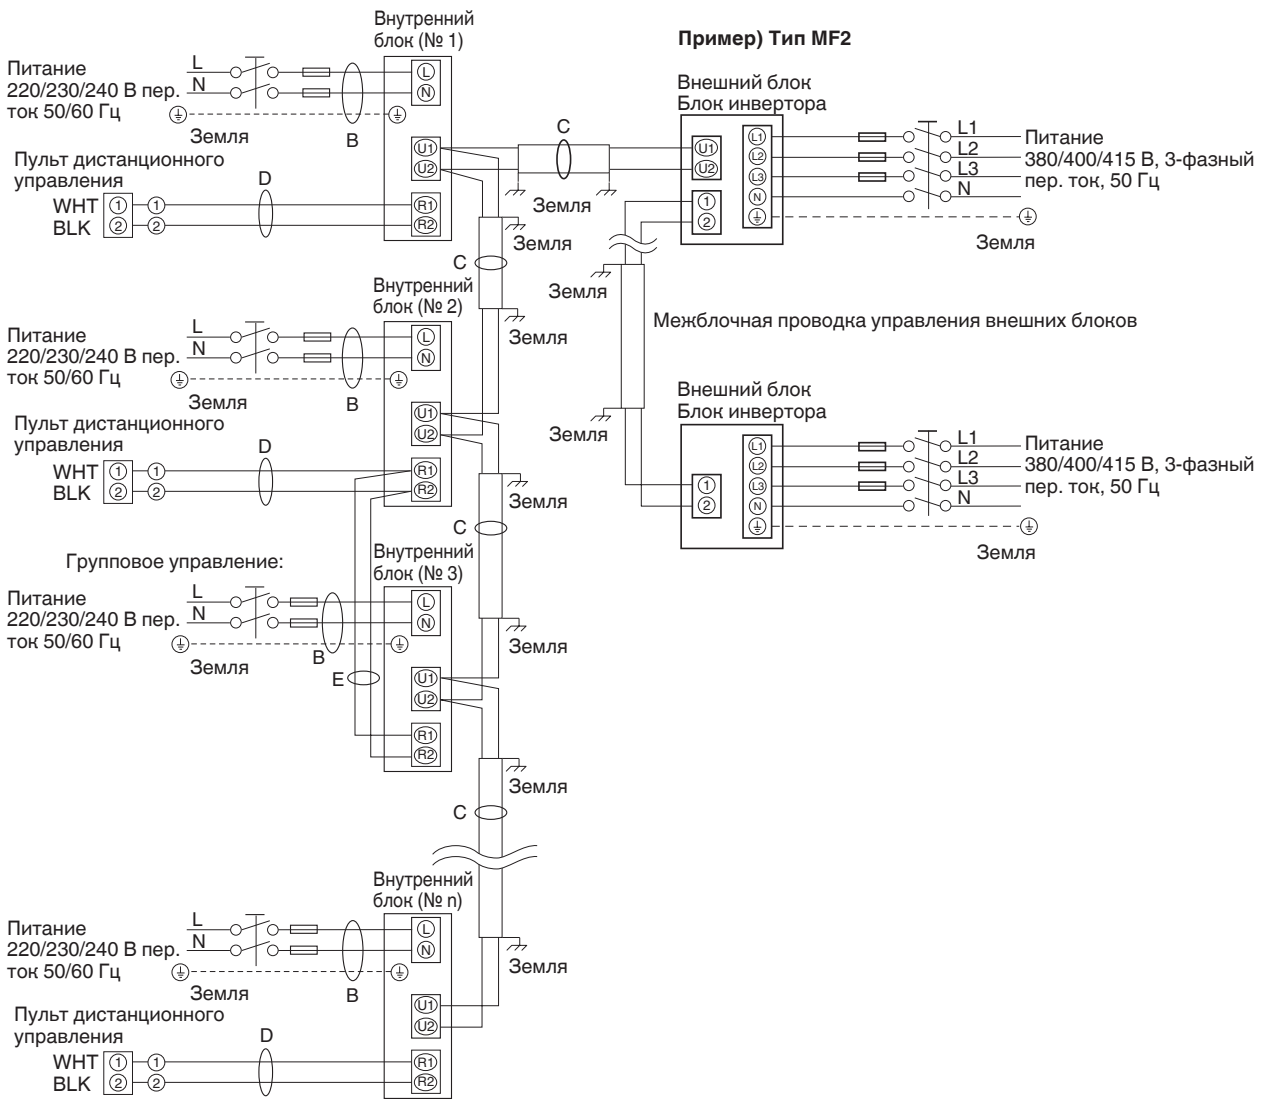 Внутренний
блок (№ 1)
Питание
220/230/240 В пер.
ток 50/60 Гц
L
N
Земля
B
L
N
U1
U2
Пульт дистанционного
управления
WHT 1 1
BLK 2 2
D
R1
R2
C
Земля
Земля
C
Земля
Пример) Тип MF2
Внешний блок
Блок инвертора
U1
U2
1
2
L1
L2
L3
N
L1
L2
L3
N
Питание
380/400/415 В, 3-фазный
пер. ток, 50 Гц
Земля
Земля
Межблочная проводка управления внешних блоков
Земля
Внешний блок
Блок инвертора
1
2
L1
L2
L3
N
L1
L2
L3
N
Питание
380/400/415 В, 3-фазный
пер. ток, 50 Гц
Земля
Внутренний
блок (№ 2)
Питание
220/230/240 В пер.
ток 50/60 Гц
L
N
Земля
B
L
N
U1
U2
Пульт дистанционного
управления
WHT 1 1
BLK 2 2
D
R1
R2
Земля
C
Групповое управление:
Внутренний
блок (№ 3)
Питание
220/230/240 В пер.
ток 50/60 Гц
L
N
Земля
B
E
L
N
U1
U2
R1
R2
Земля
Земля
C
Внутренний
блок (№ n)
Питание
220/230/240 В пер.
ток 50/60 Гц
L
N
Земля
B
L
N
U1
U2
Земля
Пульт дистанционного
управления
WHT 1 1
BLK 2 2
D
R1
R2